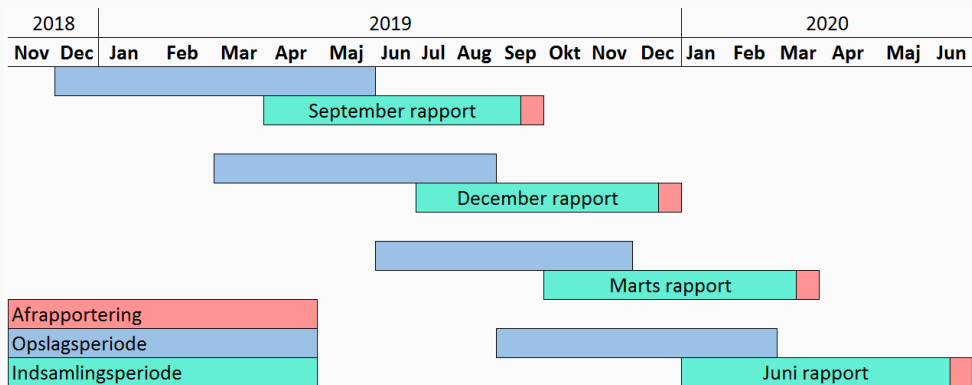 2018 2019 2020
Nov Dec Jan Feb Mar Apr Maj Jun Jul Aug Sep Okt Nov Dec Jan Feb Mar Apr Maj Jun
September rapport
December rapport
Marts rapport
Afrapportering
Opslagsperiode
Indsamlingsperiode Juni rapport